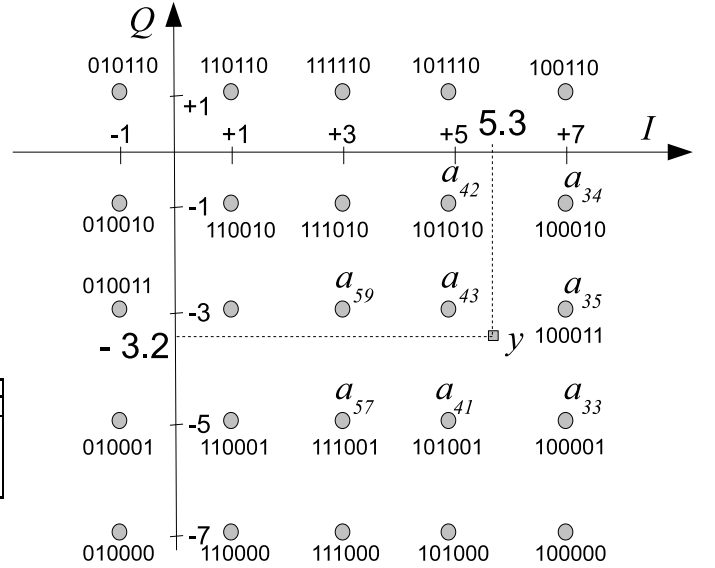 Q
010110 110110 111110 101110 100110
+1
-1 +1 +3 +5 5.3 +7 I
a42 a34
-1
010010 110010 111010 101010 100010
010011 a59 a43 a35
-3
- 3.2 y 100011
a57 a41 a33
-5
010001 110001 111001 101001 100001
-7
010000 110000 111000 101000 100000